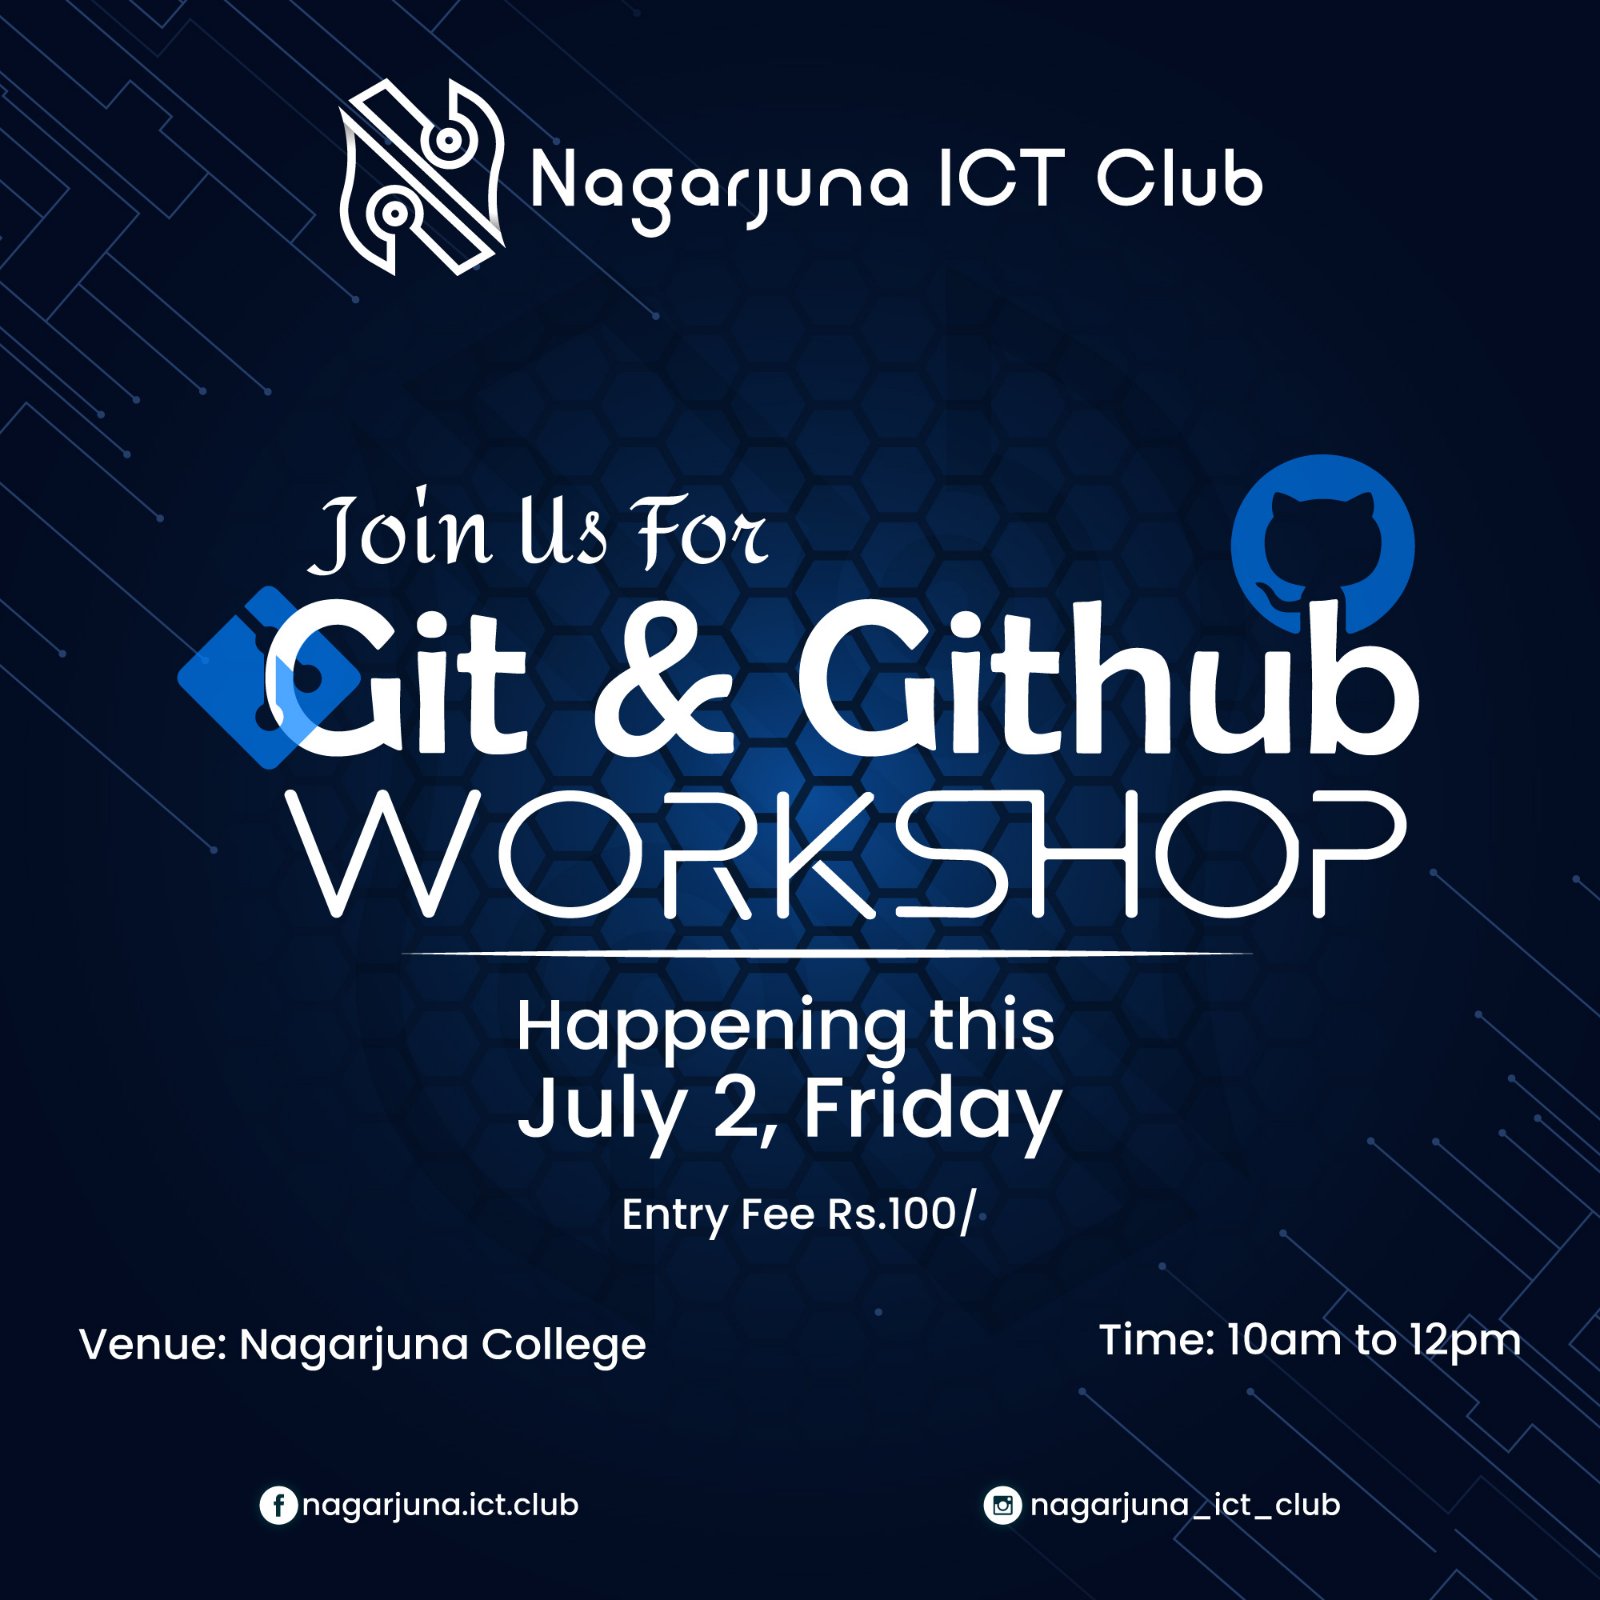 Nagarjuna ICT Club
Join Us For
Git & Github
WORKSHOP
Happening this
July 2, Friday
Entry Fee Rs.100/
Venue: Nagarjuna College
Time: 10am to 12pm
nagarjuna.ict.club
nagarjuna_ict_club